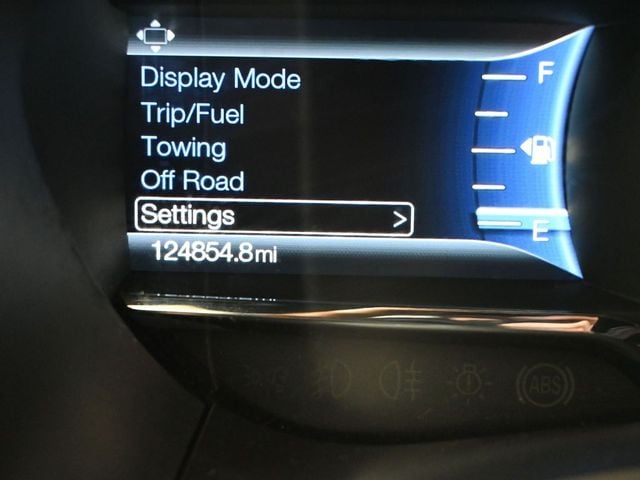 Display Mode
Trip/Fuel
Towing
Off Road
Settings >
124854.8mi
F
E
ABS